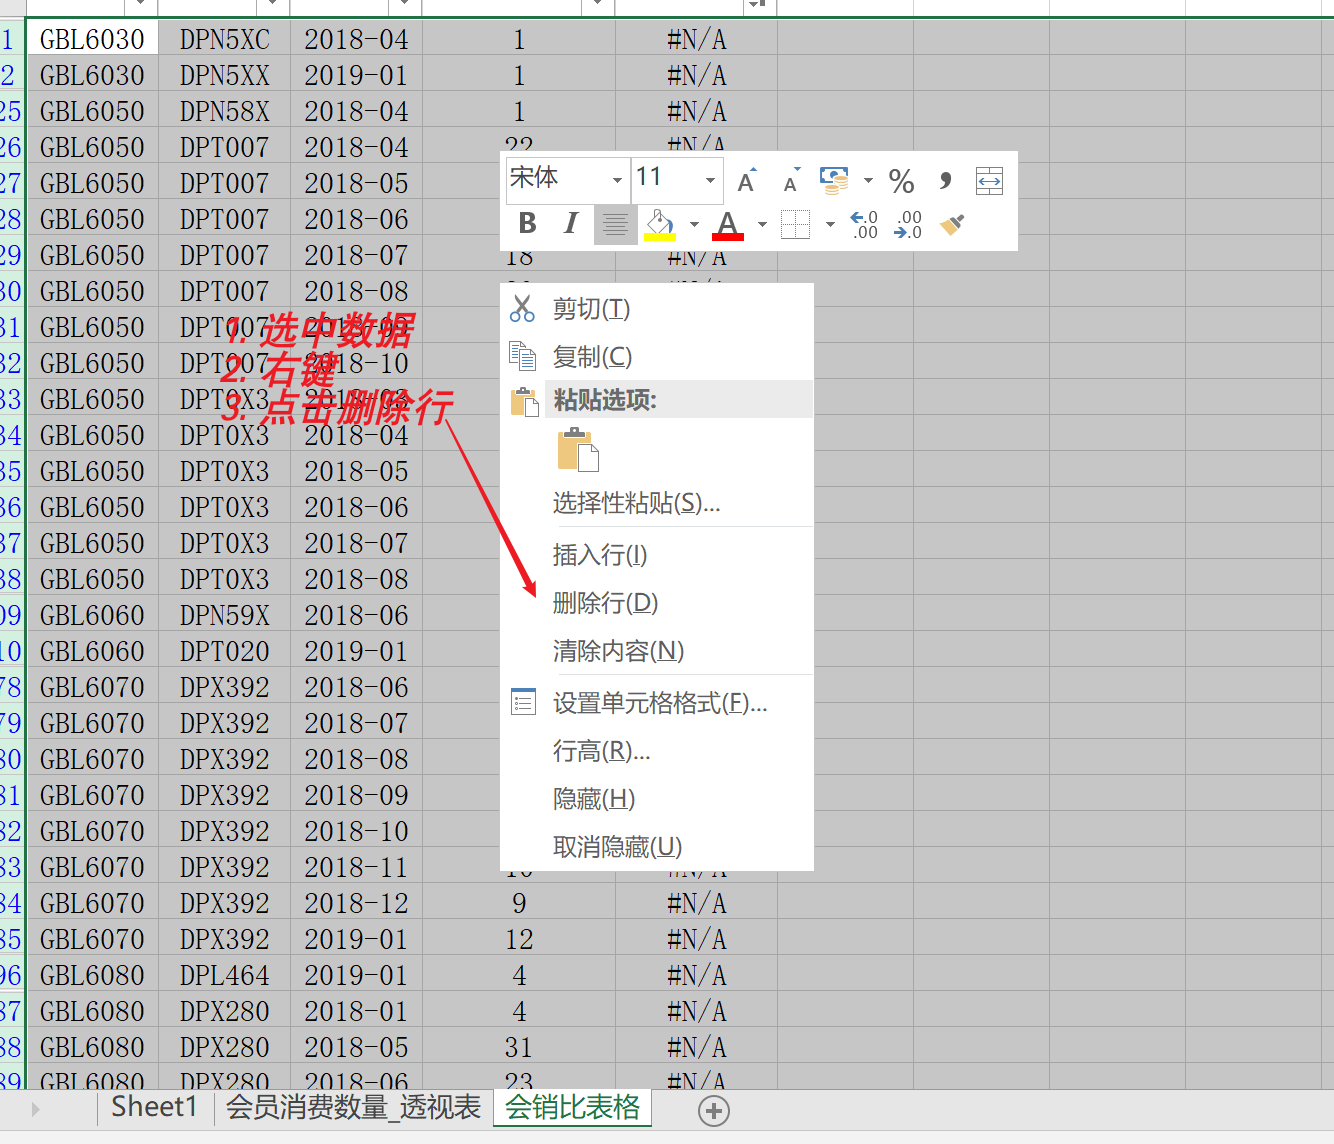 1 GBL6030 DPN5XC 2018-04 1 #N/A
2 GBL6030 DPN5XX 2019-01 1 #N/A
25 GBL6050 DPN58X 2018-04 1 #N/A
26 GBL6050 DPT007 2018-04 22 #N/A
27 GBL6050 DPT007 2018-05
28 GBL6050 DPT007 2018-06
29 GBL6050 DPT007 2018-07 18 #N/A
30 GBL6050 DPT007 2018-08
31 GBL6050 DPT007 2018-09
32 GBL6050 DPT007 2018-10
33 GBL6050 DPT0X3 2018-03
34 GBL6050 DPT0X3 2018-04
35 GBL6050 DPT0X3 2018-05
36 GBL6050 DPT0X3 2018-06
37 GBL6050 DPT0X3 2018-07
38 GBL6050 DPT0X3 2018-08
09 GBL6060 DPN59X 2018-06
10 GBL6060 DPT020 2019-01
78 GBL6070 DPX392 2018-06
79 GBL6070 DPX392 2018-07
80 GBL6070 DPX392 2018-08
81 GBL6070 DPX392 2018-09
82 GBL6070 DPX392 2018-10
83 GBL6070 DPX392 2018-11
84 GBL6070 DPX392 2018-12 9 #N/A
85 GBL6070 DPX392 2019-01 12 #N/A
96 GBL6080 DPL464 2019-01 4 #N/A
87 GBL6080 DPX280 2018-01 4 #N/A
88 GBL6080 DPX280 2018-05 31 #N/A
89 GBL6080 DPX280 2018-06 23 #N/A
1. 选中数据
2. 右键
3. 点击删除行
宋体 11 A A % ,
B I A .0 .00 .00 .0
剪切(T)
复制(C)
粘贴选项:
选择性粘贴(S)...
插入行(I)
删除行(D)
清除内容(N)
设置单元格格式(F)...
行高(R)...
隐藏(H)
取消隐藏(U)
Sheet1 会员消费数量_透视表 会销比表格